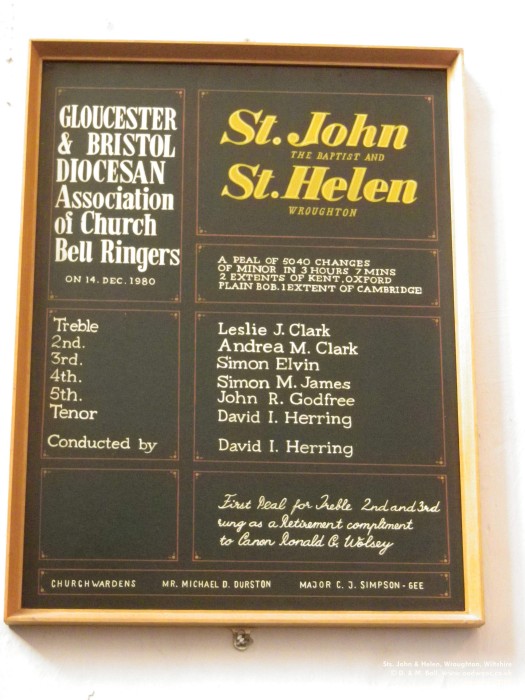 GLOUCESTER
& BRISTOL
DIOCESAN
Association
of Church
Bell Ringers
ON 14. DEC. 1980
St. John
THE BAPTIST AND
St. Helen
WROUGHTON
A PEAL OF 5040 CHANGES
OF MINOR IN 3 HOURS 7 MINS
2 EXTENTS OF KENT, OXFORD
PLAIN BOB. 1 EXTENT OF CAMBRIDGE
Treble Leslie J. Clark
2nd. Andrea M. Clark
3rd. Simon Elvin
4th. Simon M. James
5th. John R. Godfree
Tenor David I. Herring
Conducted by David I. Herring
First Peal for Treble 2nd and 3rd
rung as a Retirement compliment
to Canon Ronald G. Wolsey
CHURCHWARDENS MR. MICHAEL D. DURSTON MAJOR C. J. SIMPSON - GEE
Sts. John & Helen, Wroughton, Wiltshire